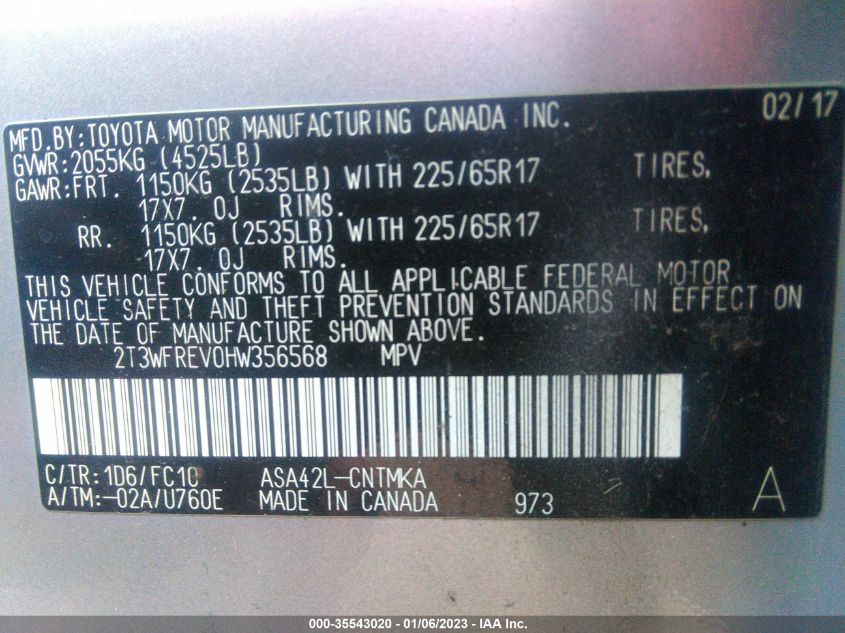 02/17
MFD.BY:TOYOTA MOTOR MANUFACTURING CANADA INC.
GVWR:2055KG (4525LB)
GAWR:FRT. 1150KG (2535LB) WITH 225/65R17 TIRES,
17X7.0J RIMS.
RR. 1150KG (2535LB) WITH 225/65R17 TIRES,
17X7.0J RIMS.
THIS VEHICLE CONFORMS TO ALL APPLICABLE FEDERAL MOTOR
VEHICLE SAFETY AND THEFT PREVENTION STANDARDS IN EFFECT ON
THE DATE OF MANUFACTURE SHOWN ABOVE.
2T3WFREV0HW356568 MPV
C/TR:1D6/FC10 ASA42L-CNTMKA
A/TM:-02A/U760E MADE IN CANADA 973 A
000-35543020 - 01/06/2023 - IAA Inc.